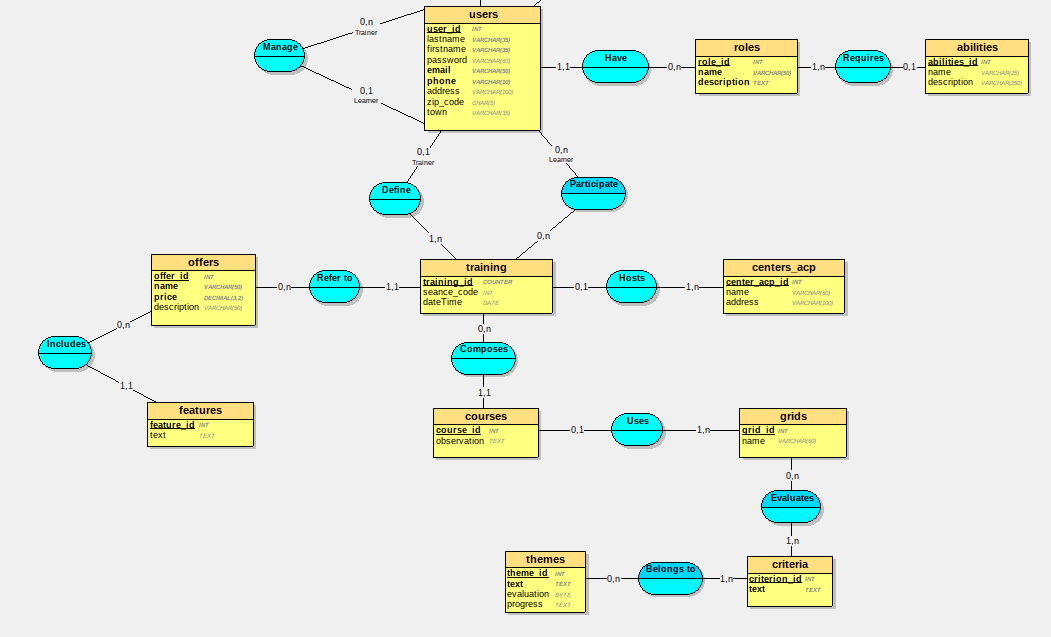 users
user_id INT
lastname VARCHAR(35)
firstname VARCHAR(35)
password VARCHAR(60)
email VARCHAR(50)
phone VARCHAR(10)
address VARCHAR(100)
zip_code CHAR(5)
town VARCHAR(35)
0,n
Trainer
Manage
0,1
Learner
1,1
Have
0,n
roles
role_id INT
name VARCHAR(50)
description TEXT
1,n
Requires
0,1
abilities
abilities_id INT
name VARCHAR(25)
description VARCHAR(250)
0,1
Trainer
Define
1,n
0,n
Learner
Participate
0,n
offers
offer_id INT
name VARCHAR(50)
price DECIMAL(3,2)
description VARCHAR(50)
0,n
Refer to
1,1
training
training_id COUNTER
seance_code INT
dateTime DATE
0,1
Hosts
1,n
centers_acp
center_acp_id INT
name VARCHAR(50)
address VARCHAR(100)
0,n
Includes
1,1
features
feature_id INT
text TEXT
0,n
Composes
1,1
courses
course_id INT
observation TEXT
0,1
Uses
1,n
grids
grid_id INT
name VARCHAR(50)
0,n
Evaluates
1,n
themes
theme_id INT
text TEXT
evaluation BYTE
progress TEXT
0,n
Belongs to
1,n
criteria
criterion_id INT
text TEXT